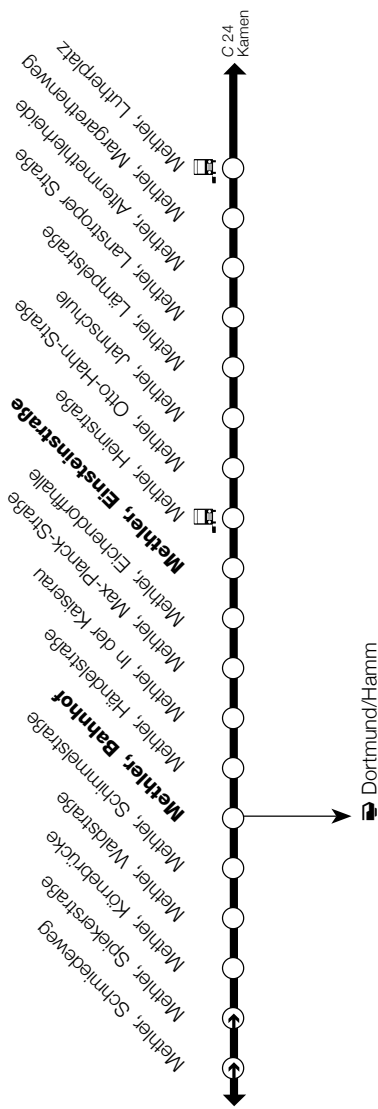 Methler, Schmiedeweg
Methler, Spiekerstraße
Methler, Körnebrücke
Methler, Waldstraße
Methler, Schimmelstraße
Methler, Bahnhof
Methler, Händelstraße
Methler, In der Kaiserau
Methler, Max-Planck-Straße
Methler, Eichendorffhalle
Methler, Einsteinstraße
Methler, Heimstraße
Methler, Otto-Hahn-Straße
Methler, Jahnschule
Methler, Lämpelstraße
Methler, Lanstroper Straße
Methler, Altenmethlerheide
Methler, Margarethenweg
Methler, Lutherplatz
C 24
Kamen
Dortmund/Hamm